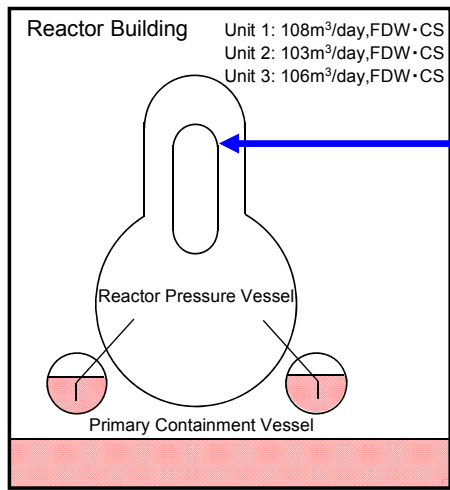 Reactor Building
Unit 1: 108m³/day,FDW・CS
Unit 2: 103m³/day,FDW・CS
Unit 3: 106m³/day,FDW・CS
Reactor Pressure Vessel
Primary Containment Vessel